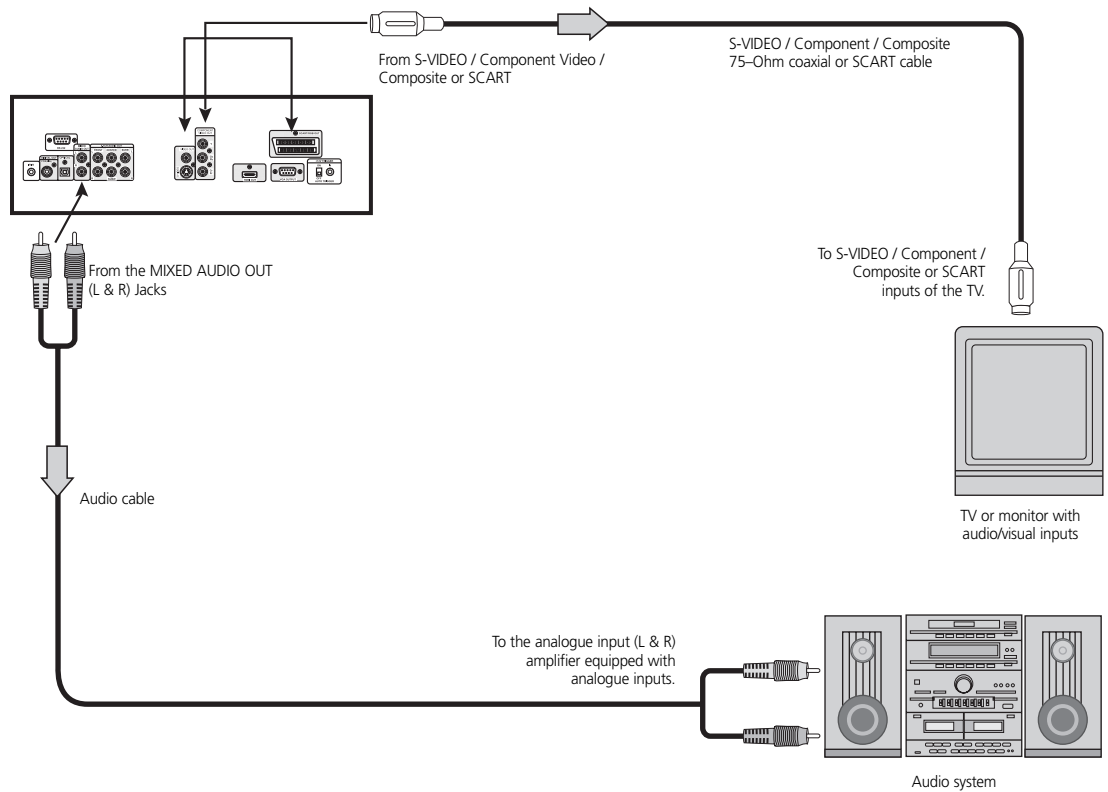 From S-VIDEO / Component Video /
Composite or SCART
S-VIDEO / Component / Composite
75–Ohm coaxial or SCART cable
To S-VIDEO / Component /
Composite or SCART
inputs of the TV.
From the MIXED AUDIO OUT
(L & R) Jacks
Audio cable
TV or monitor with
audio/visual inputs
To the analogue input (L & R)
amplifier equipped with
analogue inputs.
Audio system